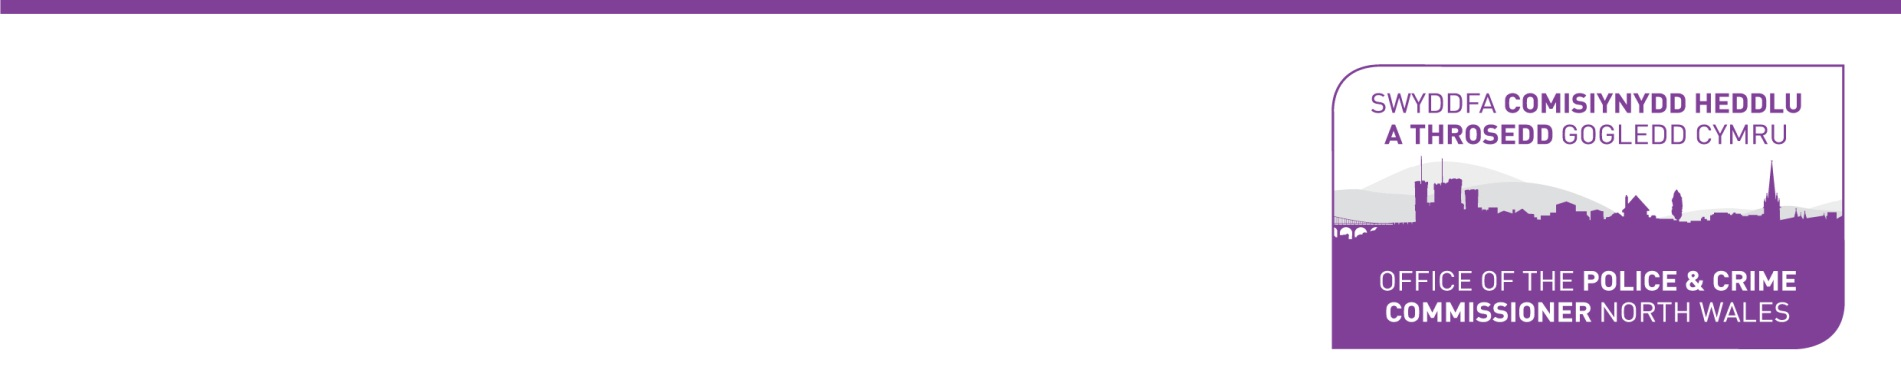 SWYDDFA COMISIYNYDD HEDDLU
A THROSEDD GOGLEDD CYMRU
OFFICE OF THE POLICE & CRIME
COMMISSIONER NORTH WALES